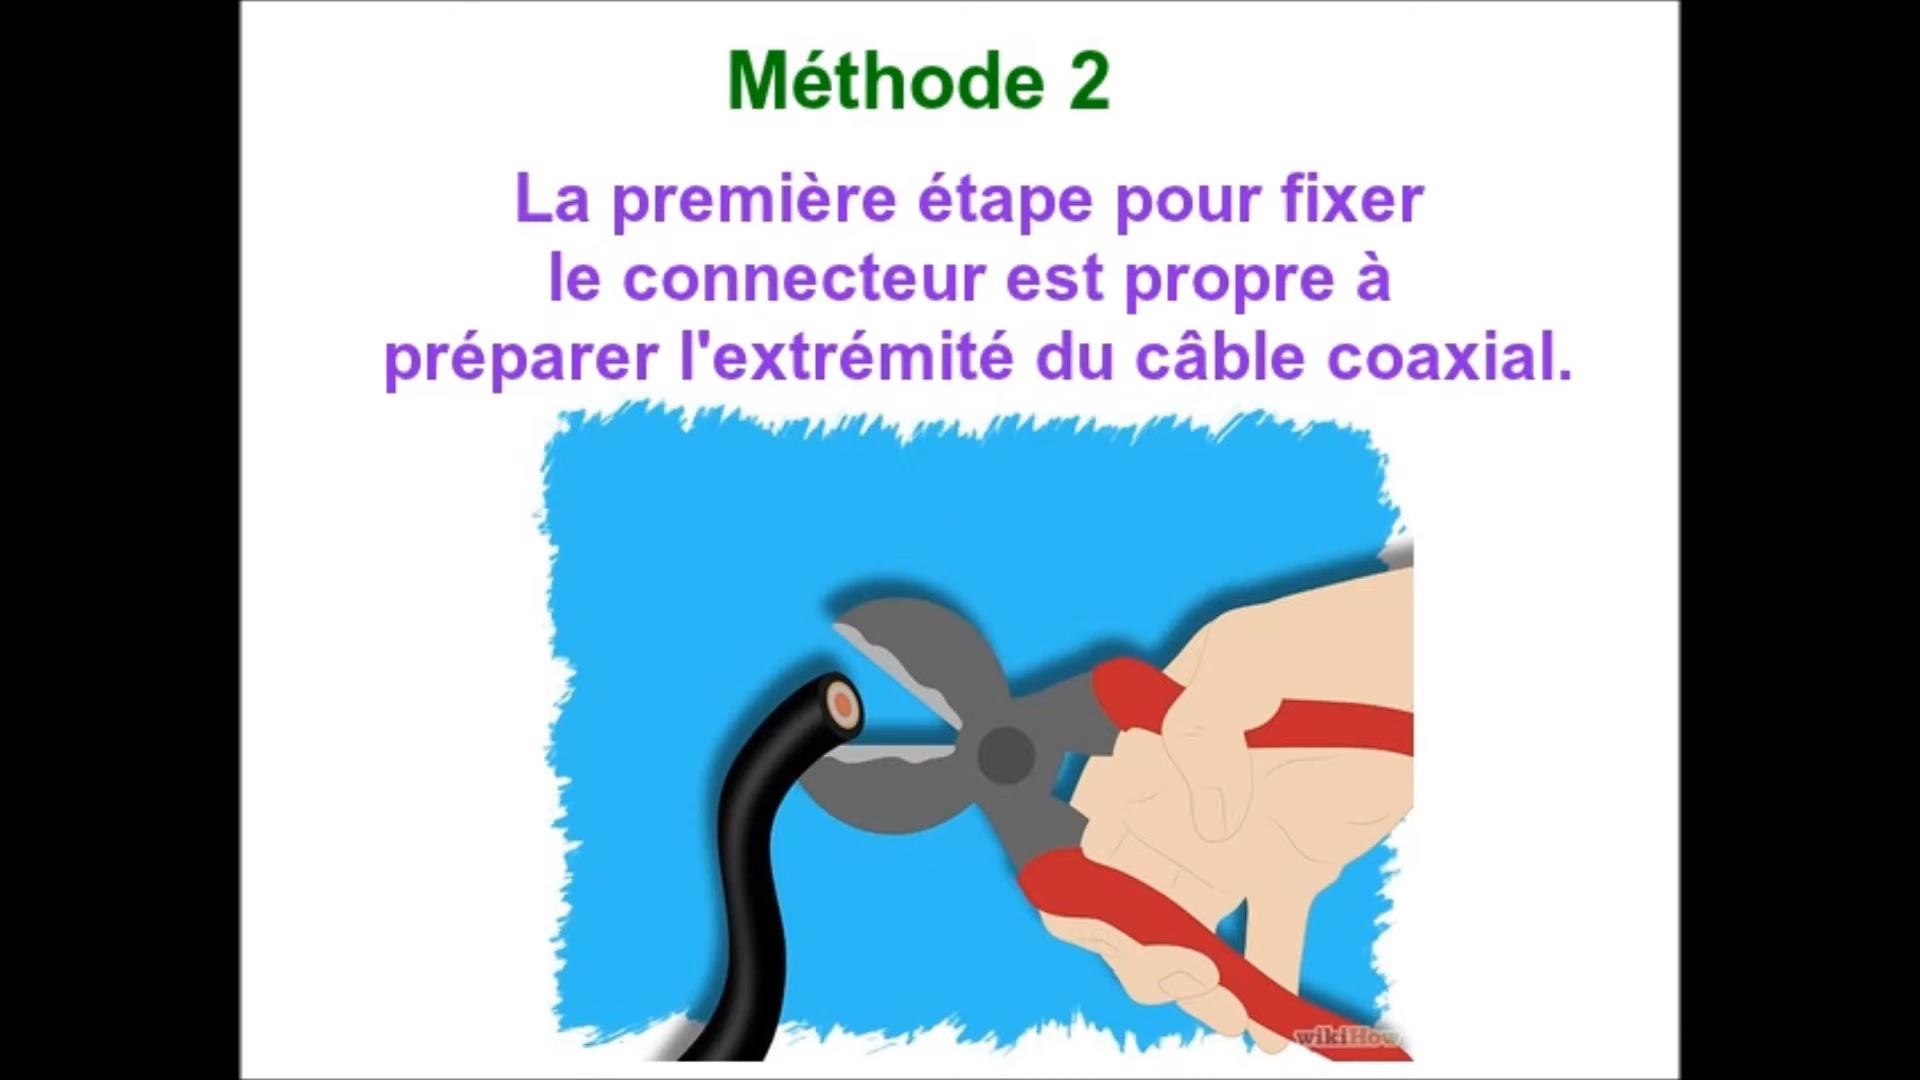 Méthode 2
La première étape pour fixer
le connecteur est propre à
préparer l'extrémité du câble coaxial.
wikiHow